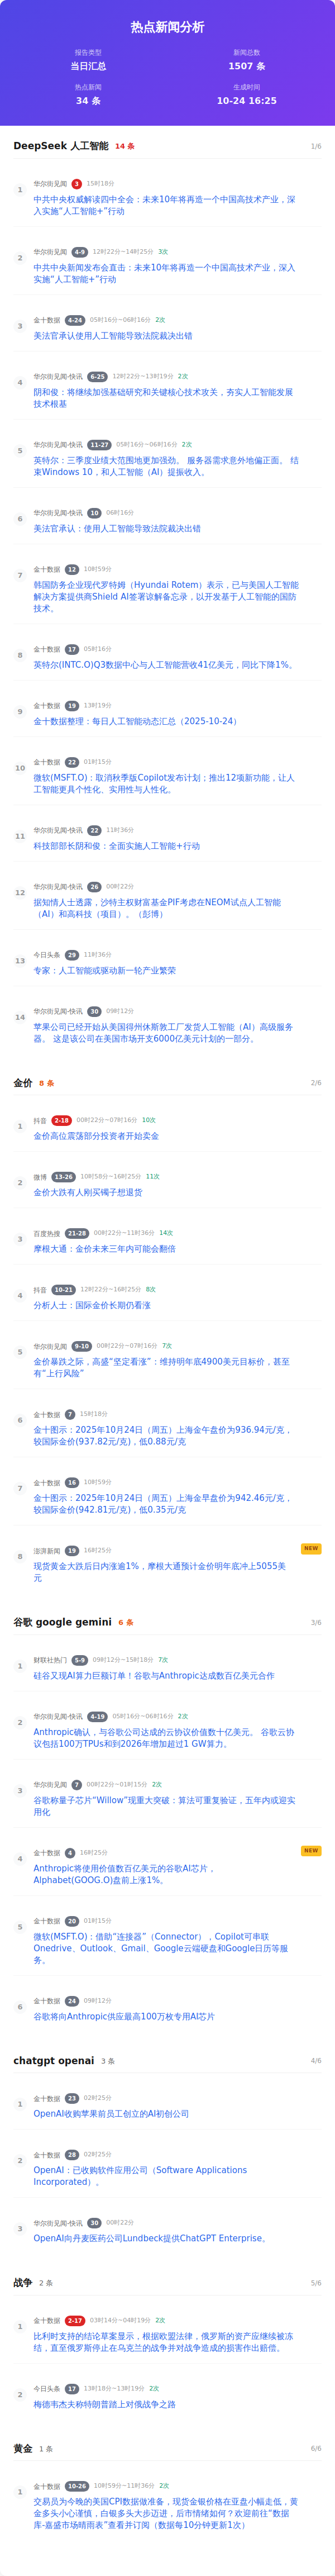 热点新闻分析
报告类型
新闻总数
当日汇总
1507 条
热点新闻
生成时间
34 条
10-24 16:25
DeepSeek 人工智能 14 条 1/6
1
华尔街见闻 3 15时18分
中共中央权威解读四中全会：未来10年将再造一个中国高技术产业，深
入实施“人工智能+”行动
2
华尔街见闻 4-9 12时22分~14时25分 3次
中共中央新闻发布会直击：未来10年将再造一个中国高技术产业，深入
实施“人工智能+”行动
3
金十数据 4-24 05时16分~06时16分 2次
美法官承认使用人工智能导致法院裁决出错
4
华尔街见闻-快讯 6-25 12时22分~13时19分 2次
阴和俊：将继续加强基础研究和关键核心技术攻关，夯实人工智能发展
技术根基
5
华尔街见闻-快讯 11-27 05时16分~06时16分 2次
英特尔：三季度业绩大范围地更加强劲。 服务器需求意外地偏正面。 结
束Windows 10，和人工智能（AI）提振收入。
6
华尔街见闻-快讯 10 06时16分
美法官承认：使用人工智能导致法院裁决出错
7
金十数据 12 10时59分
韩国防务企业现代罗特姆（Hyundai Rotem）表示，已与美国人工智能
解决方案提供商Shield AI签署谅解备忘录，以开发基于人工智能的国防
技术。
8
金十数据 17 05时16分
英特尔(INTC.O)Q3数据中心与人工智能营收41亿美元，同比下降1%。
9
金十数据 19 13时19分
金十数据整理：每日人工智能动态汇总（2025-10-24）
10
金十数据 22 01时15分
微软(MSFT.O)：取消秋季版Copilot发布计划；推出12项新功能，让人
工智能更具个性化、实用性与人性化。
11
华尔街见闻-快讯 22 11时36分
科技部部长阴和俊：全面实施人工智能+行动
12
华尔街见闻-快讯 26 00时22分
据知情人士透露，沙特主权财富基金PIF考虑在NEOM试点人工智能
（AI）和高科技（项目）。（彭博）
13
今日头条 29 11时36分
专家：人工智能或驱动新一轮产业繁荣
14
华尔街见闻-快讯 30 09时12分
苹果公司已经开始从美国得州休斯敦工厂发货人工智能（AI）高级服务
器。 这是该公司在美国市场开支6000亿美元计划的一部分。
金价 8 条 2/6
1
抖音 2-18 00时22分~07时16分 10次
金价高位震荡部分投资者开始卖金
2
微博 13-26 10时58分~16时25分 11次
金价大跌有人刚买镯子想退货
3
百度热搜 21-28 00时22分~11时36分 14次
摩根大通：金价未来三年内可能会翻倍
4
抖音 10-21 12时22分~16时25分 8次
分析人士：国际金价长期仍看涨
5
华尔街见闻 9-10 00时22分~07时16分 7次
金价暴跌之际，高盛“坚定看涨”：维持明年底4900美元目标价，甚至
有“上行风险”
6
金十数据 7 15时18分
金十图示：2025年10月24日（周五）上海金午盘价为936.94元/克，
较国际金价(937.82元/克)，低0.88元/克
7
金十数据 16 10时59分
金十图示：2025年10月24日（周五）上海金早盘价为942.46元/克，
较国际金价(942.81元/克)，低0.35元/克
8
澎湃新闻 19 16时25分 NEW
现货黄金大跌后日内涨逾1%，摩根大通预计金价明年底冲上5055美
元
谷歌 google gemini 6 条 3/6
1
财联社热门 5-9 09时12分~15时18分 7次
硅谷又现AI算力巨额订单！谷歌与Anthropic达成数百亿美元合作
2
华尔街见闻-快讯 4-19 05时16分~06时16分 2次
Anthropic确认，与谷歌公司达成的云协议价值数十亿美元。 谷歌云协
议包括100万TPUs和到2026年增加超过1 GW算力。
3
华尔街见闻 7 00时22分~01时15分 2次
谷歌称量子芯片“Willow”现重大突破：算法可重复验证，五年内或迎实
用化
4
金十数据 4 16时25分 NEW
Anthropic将使用价值数百亿美元的谷歌AI芯片，
Alphabet(GOOG.O)盘前上涨1%。
5
金十数据 20 01时15分
微软(MSFT.O)：借助“连接器”（Connector），Copilot可串联
Onedrive、Outlook、Gmail、Google云端硬盘和Google日历等服
务。
6
金十数据 24 09时12分
谷歌将向Anthropic供应最高100万枚专用AI芯片
chatgpt openai 3 条 4/6
1
金十数据 23 02时25分
OpenAI收购苹果前员工创立的AI初创公司
2
金十数据 28 02时25分
OpenAI：已收购软件应用公司（Software Applications
Incorporated）。
3
华尔街见闻-快讯 30 00时22分
OpenAI向丹麦医药公司Lundbeck提供ChatGPT Enterprise。
战争 2 条 5/6
1
金十数据 2-17 03时14分~04时19分 2次
比利时支持的结论草案显示，根据欧盟法律，俄罗斯的资产应继续被冻
结，直至俄罗斯停止在乌克兰的战争并对战争造成的损害作出赔偿。
2
今日头条 17 13时18分~13时19分 2次
梅德韦杰夫称特朗普踏上对俄战争之路
黄金 1 条 6/6
1
金十数据 10-26 10时59分~11时36分 2次
交易员为今晚的美国CPI数据做准备，现货金银价格在亚盘小幅走低，黄
金多头小心谨慎，白银多头大步迈进，后市情绪如何？欢迎前往“数据
库-嘉盛市场晴雨表”查看并订阅（数据每10分钟更新1次）